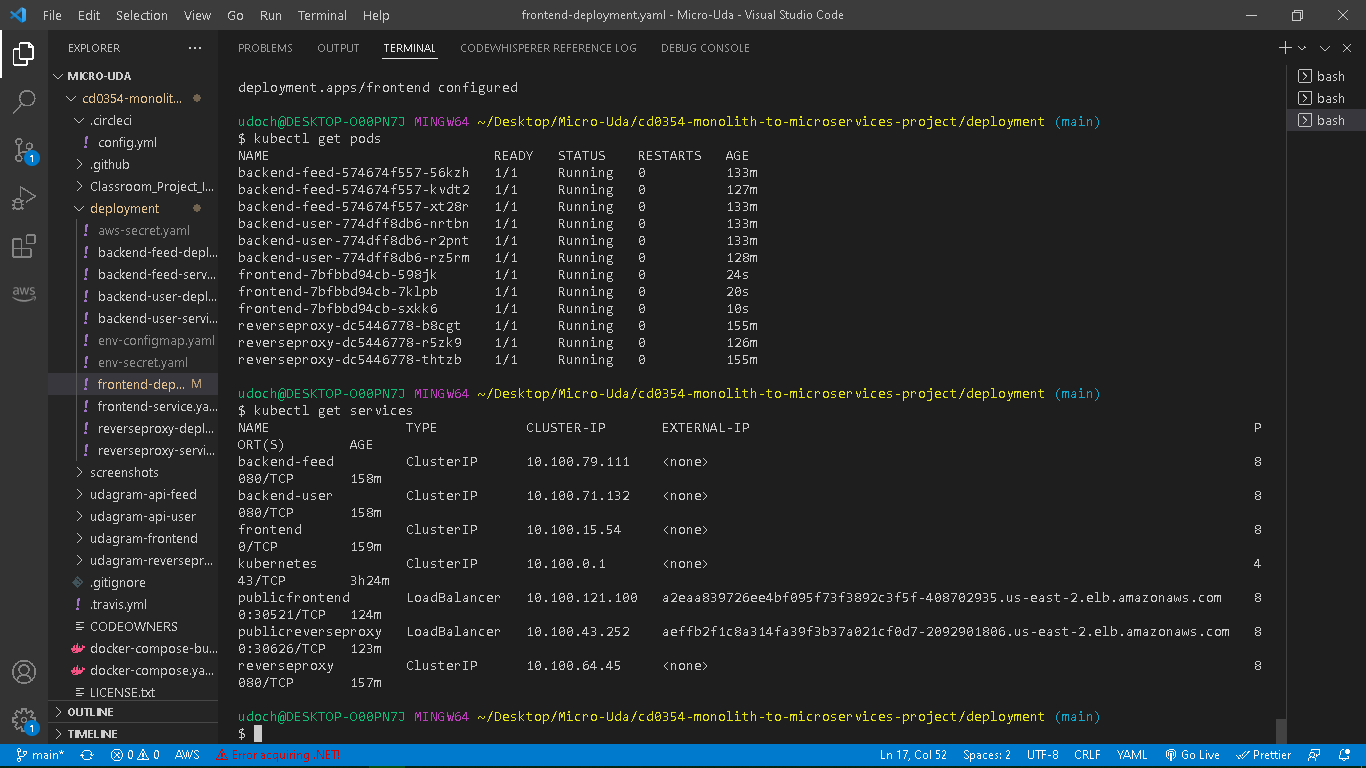 File Edit Selection View Go Run Terminal Help
frontend-deployment.yaml - Micro-Uda - Visual Studio Code
EXPLORER
MICRO-UDA
cd0354-monolit...
.circleci
config.yml
.github
Classroom_Project_I...
deployment
aws-secret.yaml
backend-feed-depl...
backend-feed-serv...
backend-user-depl...
backend-user-servi...
env-configmap.yaml
env-secret.yaml
frontend-dep... M
frontend-service.ya...
reverseproxy-depl...
reverseproxy-servi...
screenshots
udagram-api-feed
udagram-api-user
udagram-frontend
udagram-reversepr...
.gitignore
.travis.yml
CODEOWNERS
docker-compose-bu...
docker-compose.ya...
LICENSE.txt
OUTLINE
TIMELINE
aws
1
1
PROBLEMS OUTPUT TERMINAL CODEWHISPERER REFERENCE LOG DEBUG CONSOLE
deployment.apps/frontend configured
udoch@DESKTOP-O00PN7J MINGW64 ~/Desktop/Micro-Uda/cd0354-monolith-to-microservices-project/deployment (main)
$ kubectl get pods
NAME READY STATUS RESTARTS AGE
backend-feed-574674f557-56kzh 1/1 Running 0 133m
backend-feed-574674f557-kvdt2 1/1 Running 0 127m
backend-feed-574674f557-xt28r 1/1 Running 0 133m
backend-user-774dff8db6-nrtbn 1/1 Running 0 133m
backend-user-774dff8db6-r2pnt 1/1 Running 0 133m
backend-user-774dff8db6-rz5rm 1/1 Running 0 128m
frontend-7bfbbd94cb-598jk 1/1 Running 0 24s
frontend-7bfbbd94cb-7klpb 1/1 Running 0 20s
frontend-7bfbbd94cb-sxkk6 1/1 Running 0 10s
reverseproxy-dc5446778-b8cgt 1/1 Running 0 155m
reverseproxy-dc5446778-r5zk9 1/1 Running 0 126m
reverseproxy-dc5446778-thtzb 1/1 Running 0 155m
udoch@DESKTOP-O00PN7J MINGW64 ~/Desktop/Micro-Uda/cd0354-monolith-to-microservices-project/deployment (main)
$ kubectl get services
NAME TYPE CLUSTER-IP EXTERNAL-IP P
ORT(S) AGE
backend-feed ClusterIP 10.100.79.111 <none> 8
080/TCP 158m
backend-user ClusterIP 10.100.71.132 <none> 8
080/TCP 158m
frontend ClusterIP 10.100.15.54 <none> 8
0/TCP 159m
kubernetes ClusterIP 10.100.0.1 <none> 4
43/TCP 3h24m
publicfrontend LoadBalancer 10.100.121.100 a2eaa839726ee4bf095f73f3892c3f5f-408702935.us-east-2.elb.amazonaws.com 8
0:30521/TCP 124m
publicreverseproxy LoadBalancer 10.100.43.252 aeffb2f1c8a314fa39f3b37a021cf0d7-2092901806.us-east-2.elb.amazonaws.com 8
0:30626/TCP 123m
reverseproxy ClusterIP 10.100.64.45 <none> 8
080/TCP 157m
udoch@DESKTOP-O00PN7J MINGW64 ~/Desktop/Micro-Uda/cd0354-monolith-to-microservices-project/deployment (main)
$
bash
bash
bash
main* 0 0 AWS Error acquiring .NET! Ln 17, Col 52 Spaces: 2 UTF-8 CRLF YAML Go Live Prettier